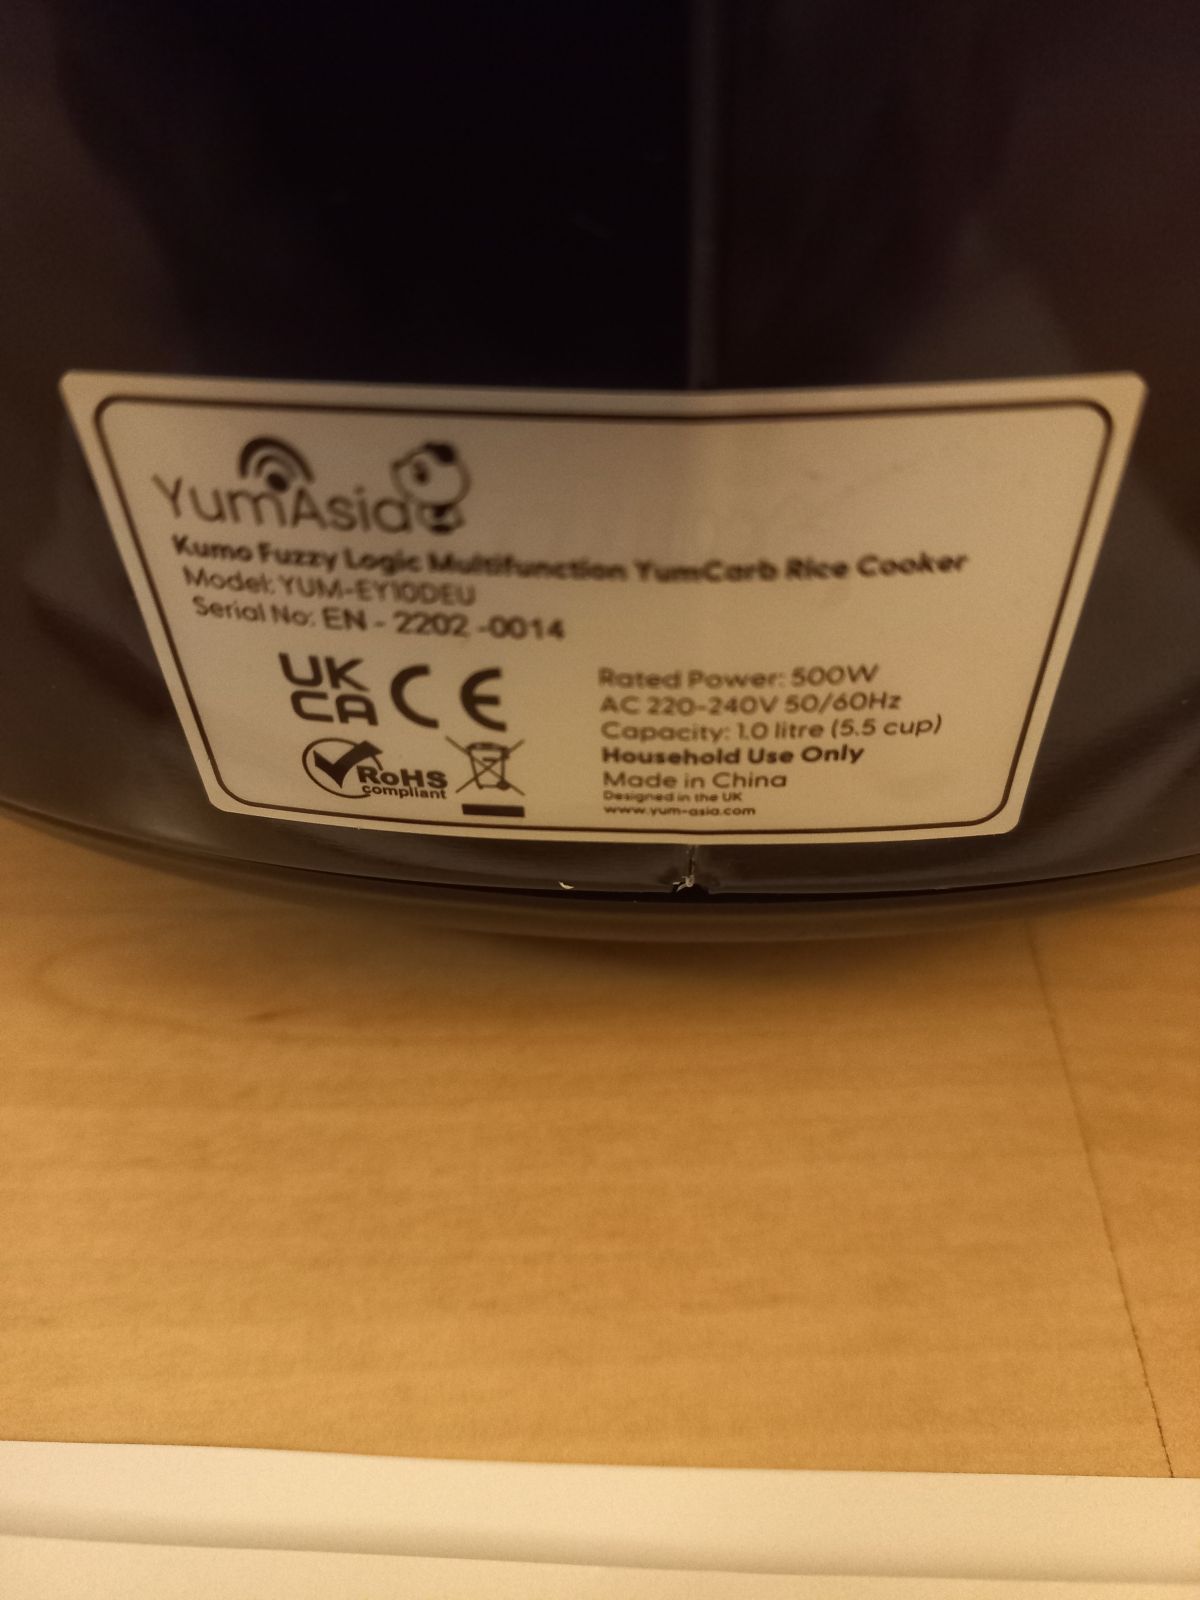 YumAsia
Kumo Fuzzy Logic Multifunction YumCarb Rice Cooker
Model: YUM-EY10DEU
Serial No: EN - 2202 -0014
UK
CA CE
RoHS
compliant
Rated Power: 500W
AC 220-240V 50/60Hz
Capacity: 1.0 litre (5.5 cup)
Household Use Only
Made in China
Designed in the UK
www.yum-asia.com